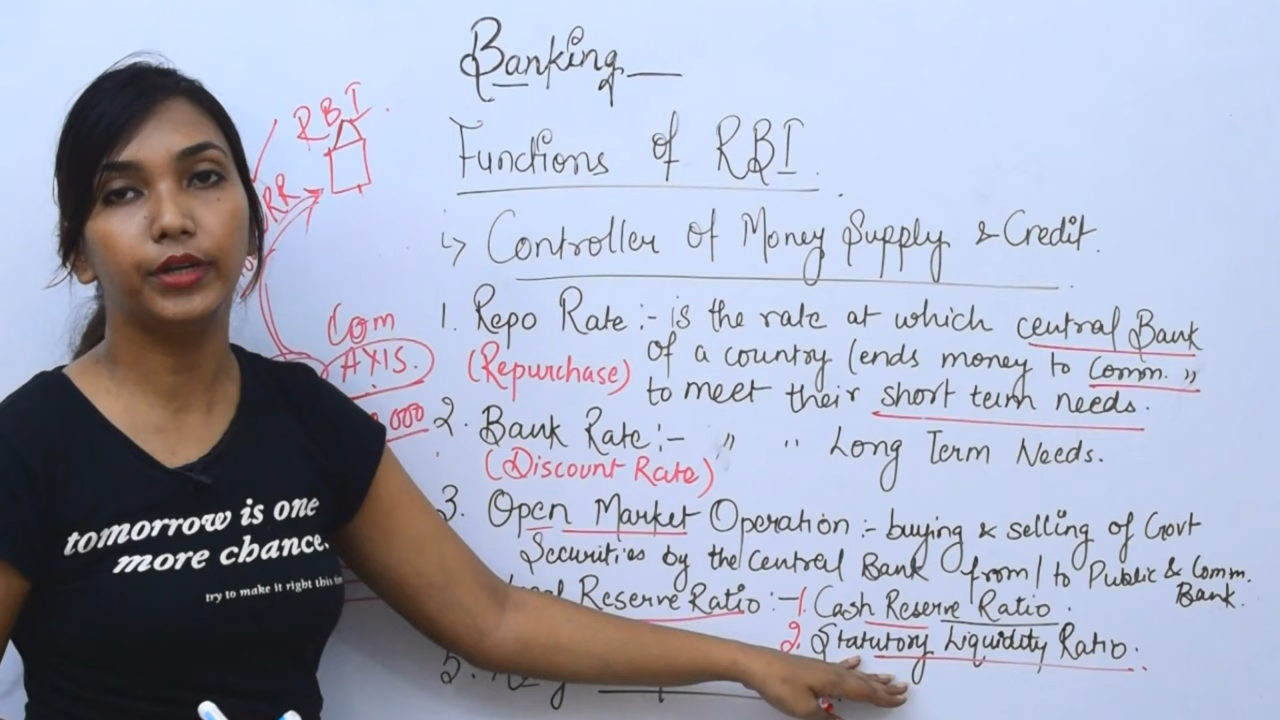 Banking
Functions of RBI.
↳ Controller of Money Supply & Credit.
1. Repo Rate :- is the rate at which central Bank
(Repurchase) of a country lends money to Comm. "
to meet their short term needs.
2. Bank Rate :- " " Long Term Needs.
(Discount Rate)
3. Open Market Operation :- buying & selling of Govt
Securities by the Central Bank from/to Public & Comm.
Bank.
Reserve Ratio :- 1. Cash Reserve Ratio.
2. Statutory Liquidity Ratio.
5.
RBI.
RR
Com
AXIS.
000
tomorrow is one
more chance.
try to make it right this